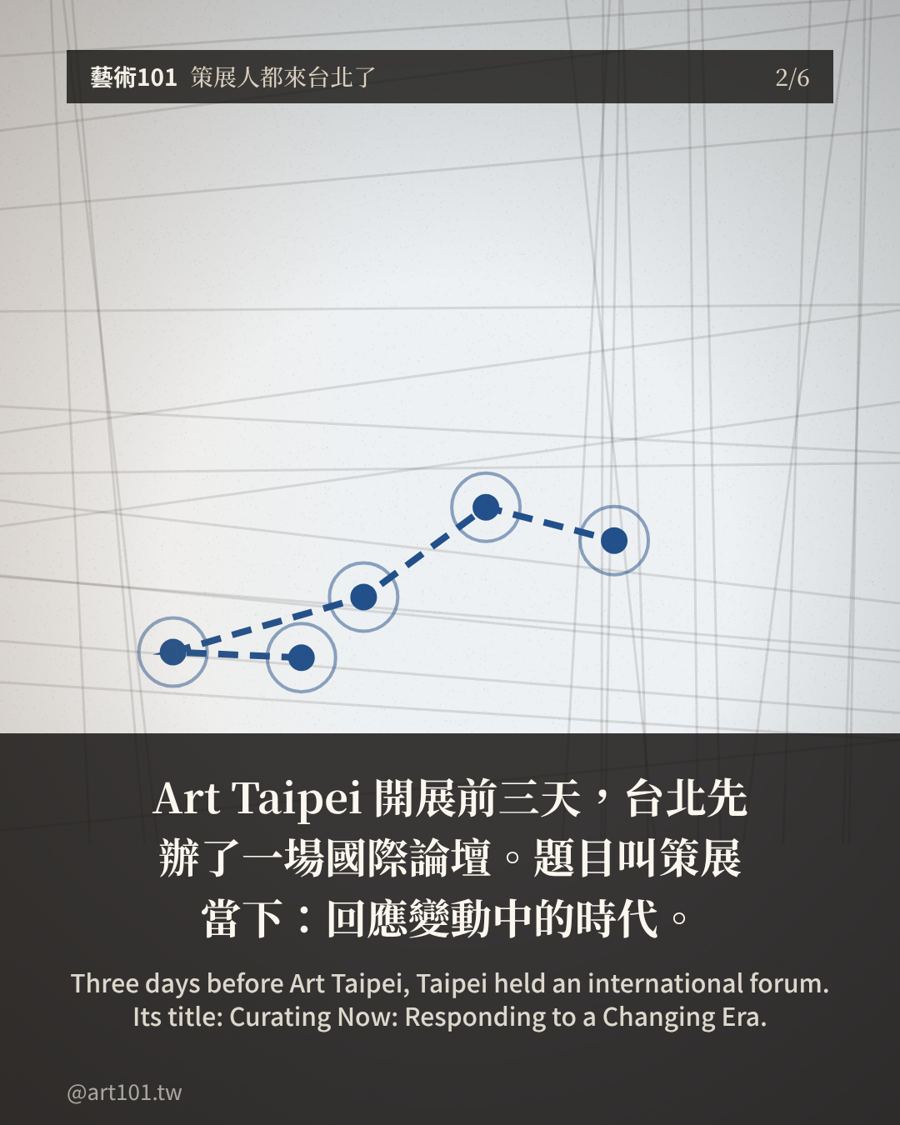 藝術101 策展人都來台北了 2/6
Art Taipei 開展前三天，台北先
辦了一場國際論壇。題目叫策展
當下：回應變動中的時代。
Three days before Art Taipei, Taipei held an international forum.
Its title: Curating Now: Responding to a Changing Era.
@art101.tw